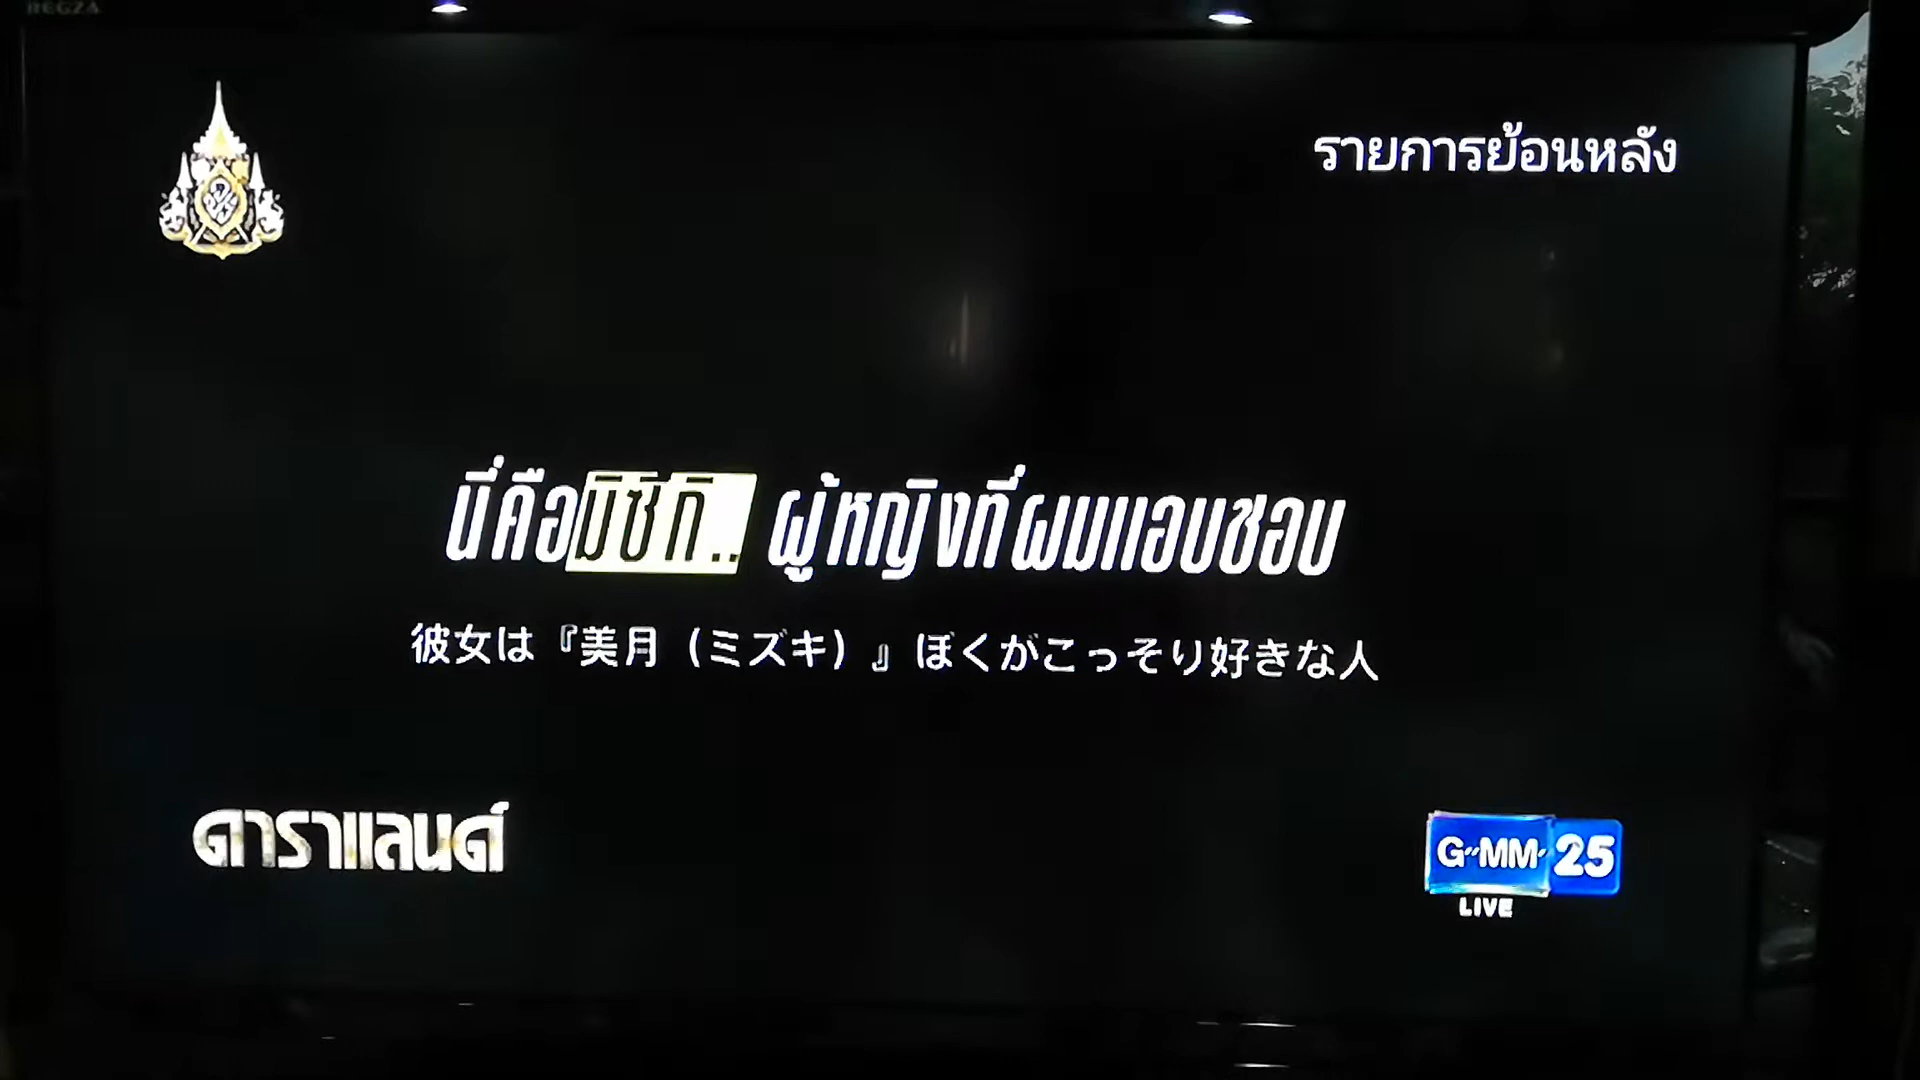 REGZA
รายการย้อนหลัง
นี่คือมิซึกิ.. ผู้หญิงที่ผมแอบชอบ
彼女は『美月（ミズキ）』ぼくがこっそり好きな人
ดาราแลนด์
GMM 25
LIVE